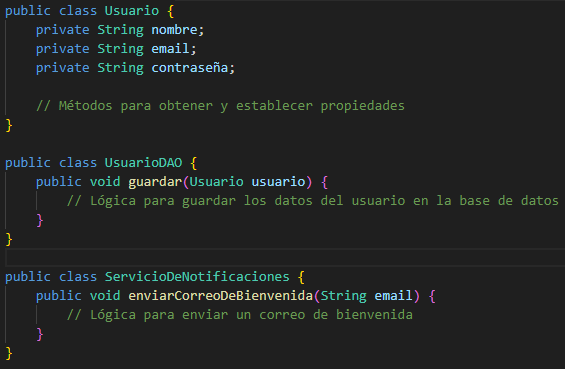 public class Usuario {
    private String nombre;
    private String email;
    private String contraseña;
    // Métodos para obtener y establecer propiedades
}
public class UsuarioDAO {
    public void guardar(Usuario usuario) {
        // Lógica para guardar los datos del usuario en la base de datos
    }
}
public class ServicioDeNotificaciones {
    public void enviarCorreoDeBienvenida(String email) {
        // Lógica para enviar un correo de bienvenida
    }
}